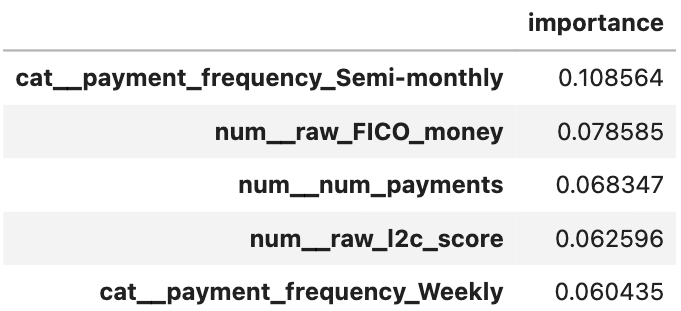 importance
cat__payment_frequency_Semi-monthly 0.108564
num__raw_FICO_money 0.078585
num__num_payments 0.068347
num__raw_l2c_score 0.062596
cat__payment_frequency_Weekly 0.060435